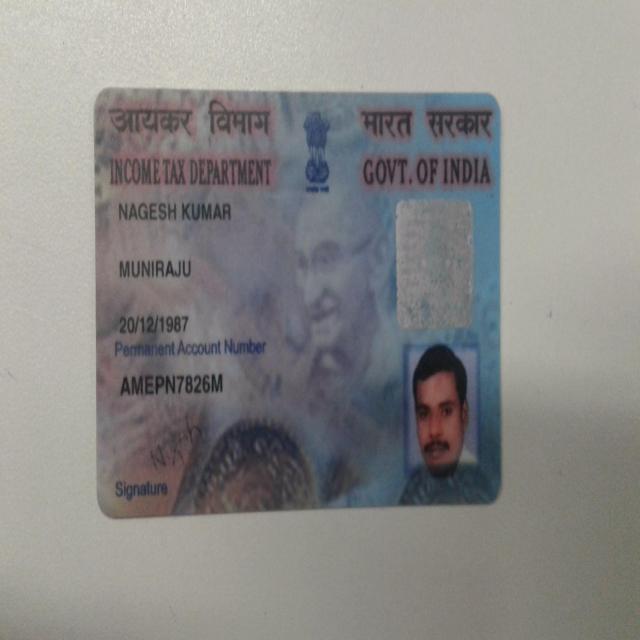 आयकर विभाग
भारत सरकार
INCOME TAX DEPARTMENT
GOVT. OF INDIA
NAGESH KUMAR
MUNIRAJU
20/12/1987
Permanent Account Number
AMEPN7826M
Signature